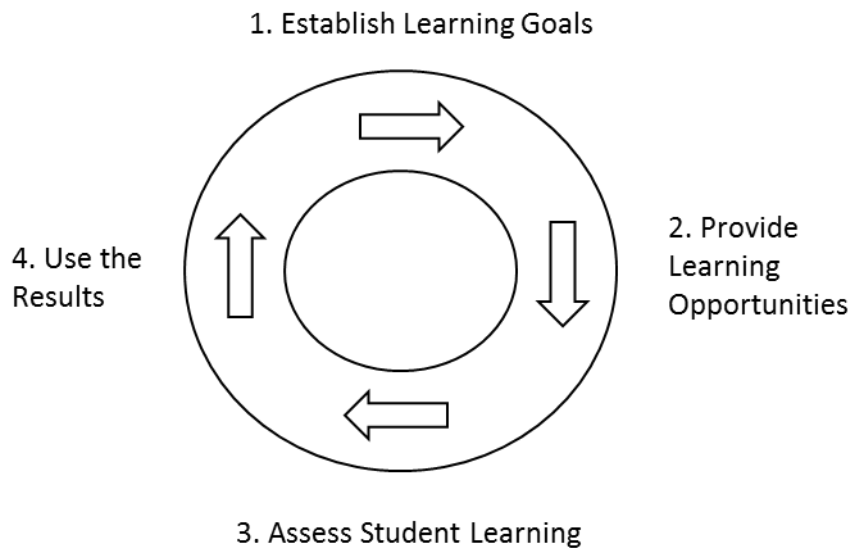 1. Establish Learning Goals
2. Provide
Learning
Opportunities
3. Assess Student Learning
4. Use the
Results